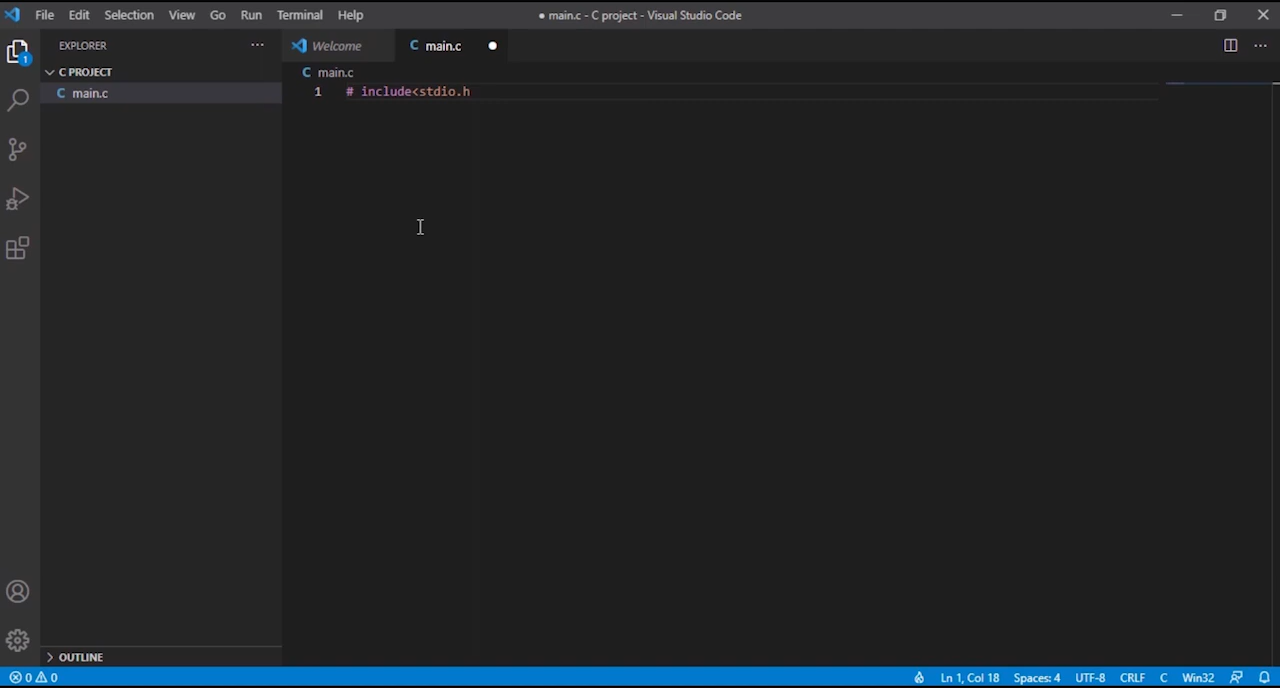 File Edit Selection View Go Run Terminal Help
● main.c - C project - Visual Studio Code
EXPLORER
Welcome
C main.c
1
C PROJECT
C main.c
C main.c
1 # include<stdio.h
OUTLINE
0 0
Ln 1, Col 18 Spaces: 4 UTF-8 CRLF C Win32